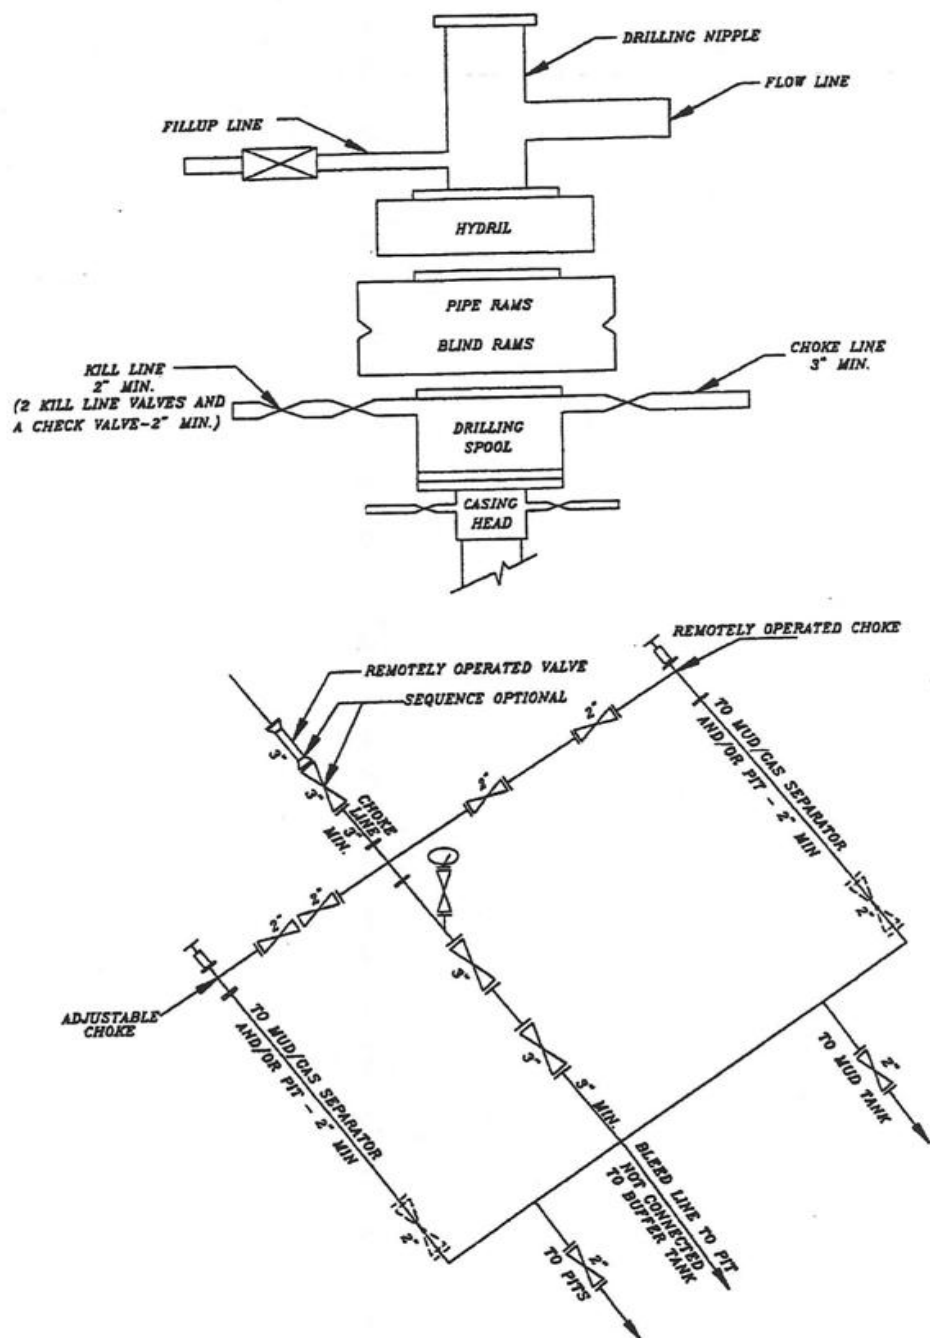 DRILLING NIPPLE
FLOW LINE
FILLUP LINE
HYDRIL
PIPE RAMS
BLIND RAMS
KILL LINE
2" MIN.
(2 KILL LINE VALVES AND
A CHECK VALVE-2" MIN.)
CHOKE LINE
3" MIN.
DRILLING
SPOOL
CASING
HEAD
REMOTELY OPERATED CHOKE
REMOTELY OPERATED VALVE
SEQUENCE OPTIONAL
3"
3"
CHOKE
LINE
3"
MIN.
2"
2"
2"
2"
TO MUD/GAS SEPARATOR
AND/OR PIT - 2" MIN
2"
ADJUSTABLE
CHOKE
TO MUD/GAS SEPARATOR
AND/OR PIT - 2" MIN
2"
3"
3"
3" MIN.
2"
TO MUD TANK
BLEED LINE TO PIT
NOT CONNECTED
TO BUFFER TANK
2"
TO PITS